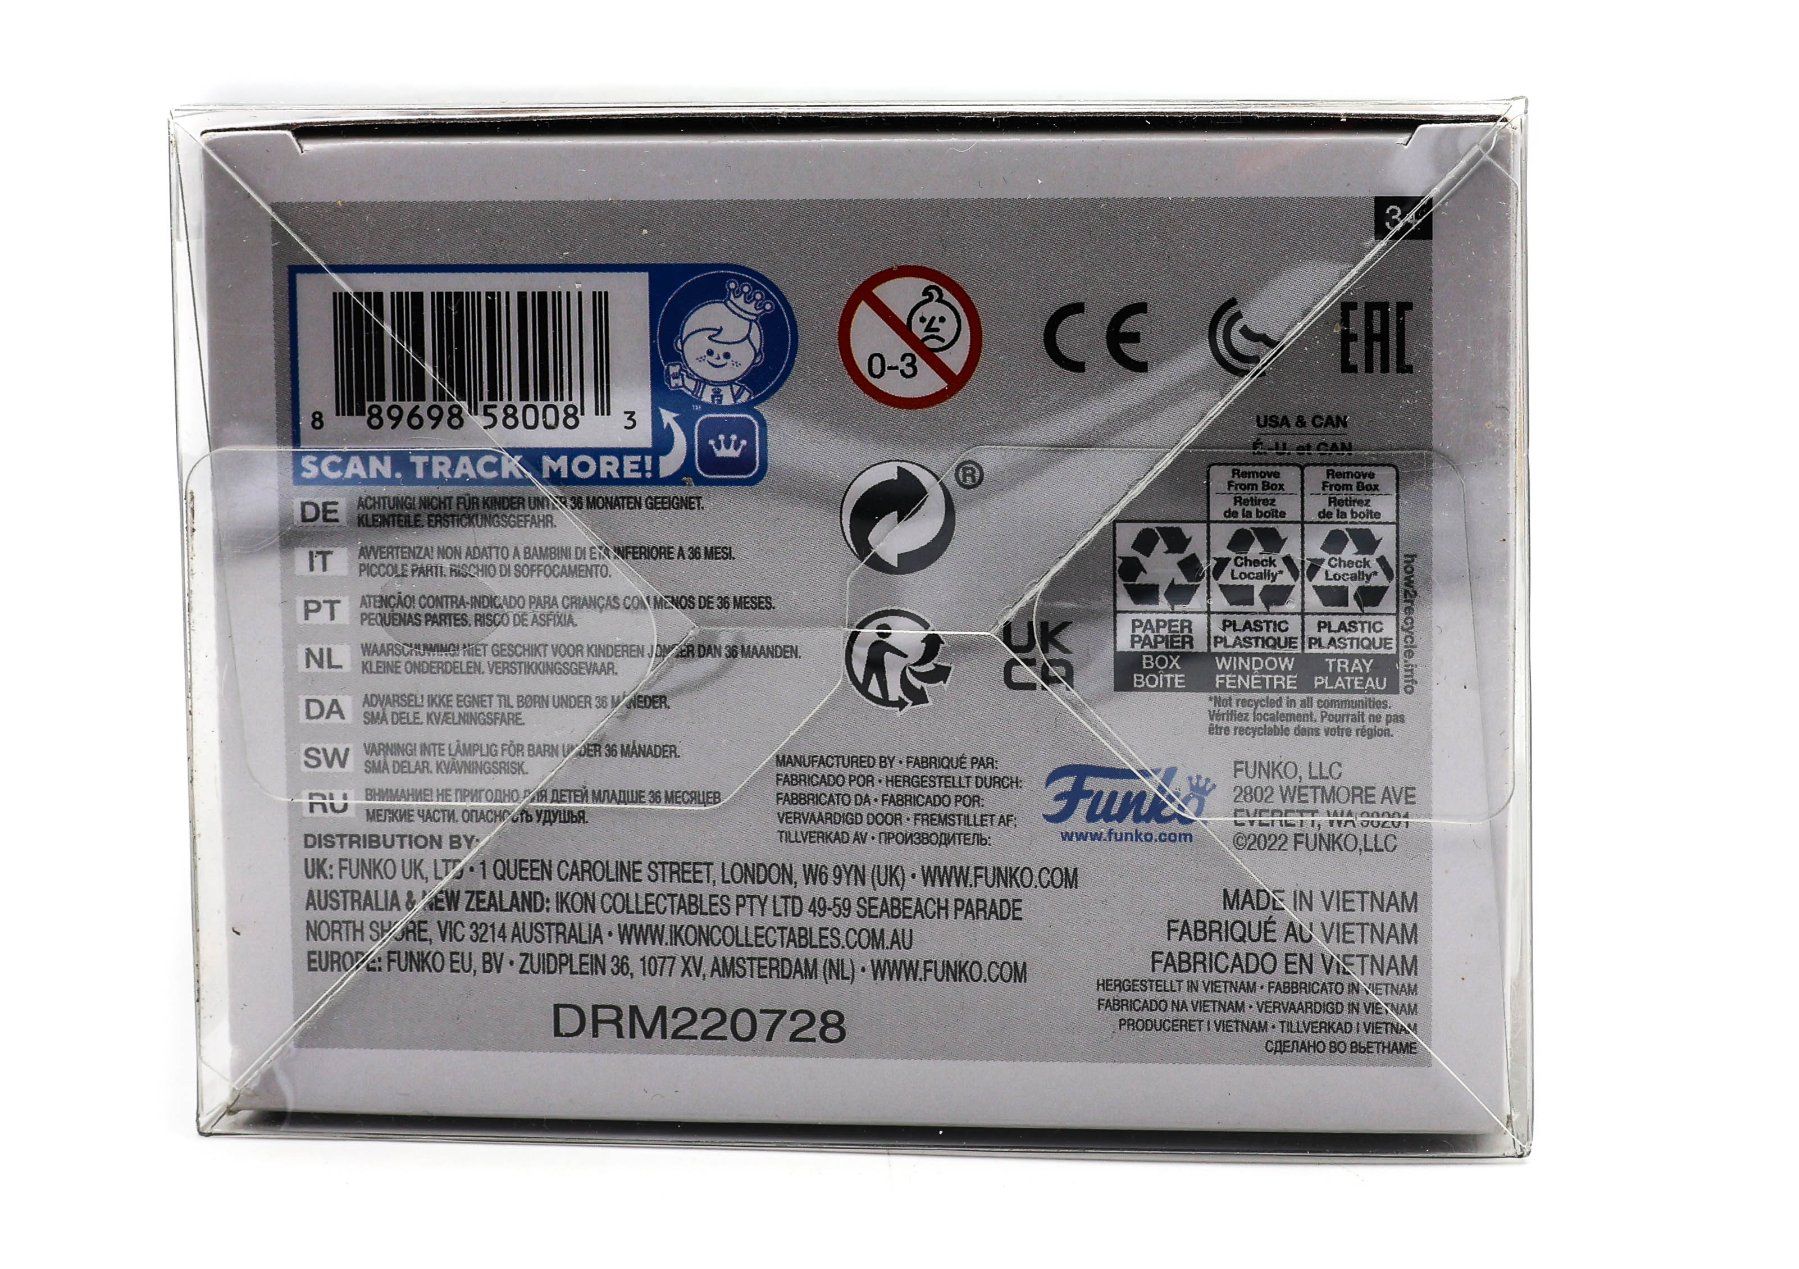 3+
8 89698 58008 3
SCAN. TRACK. MORE!
0-3
CE
EAC
®
DE ACHTUNG! NICHT FÜR KINDER UNTER 36 MONATEN GEEIGNET.
KLEINTEILE. ERSTICKUNGSGEFAHR.
IT AVVERTENZA! NON ADATTO A BAMBINI DI ETÀ INFERIORE A 36 MESI.
PICCOLE PARTI. RISCHIO DI SOFFOCAMENTO.
PT ATENÇÃO! CONTRA-INDICADO PARA CRIANÇAS COM MENOS DE 36 MESES.
PEQUENAS PARTES. RISCO DE ASFIXIA.
NL WAARSCHUWING! NIET GESCHIKT VOOR KINDEREN JONGER DAN 36 MAANDEN.
KLEINE ONDERDELEN. VERSTIKKINGSGEVAAR.
DA ADVARSEL! IKKE EGNET TIL BØRN UNDER 36 MÅNEDER.
SMÅ DELE. KVÆLNINGSFARE.
SW VARNING! INTE LÄMPLIG FÖR BARN UNDER 36 MÅNADER.
SMÅ DELAR. KVÄVNINGSRISK.
RU ВНИМАНИЕ! НЕ ПРИГОДНО ДЛЯ ДЕТЕЙ МЛАДШЕ 36 МЕСЯЦЕВ
МЕЛКИЕ ЧАСТИ. ОПАСНОСТЬ УДУШЬЯ.
UK
CA
USA & CAN
É.-U. et CAN
Remove From Box
Retirez de la boîte
Remove From Box
Retirez de la boîte
Check Locally*
Check Locally*
PAPER PAPIER
PLASTIC PLASTIQUE
PLASTIC PLASTIQUE
BOX BOÎTE
WINDOW FENÊTRE
TRAY PLATEAU
how2recycle.info
*Not recycled in all communities.
Vérifiez localement. Pourrait ne pas
être recyclable dans votre région.
MANUFACTURED BY • FABRIQUÉ PAR:
FABRICADO POR • HERGESTELLT DURCH:
FABBRICATO DA • FABRICADO POR:
VERVAARDIGD DOOR • FREMSTILLET AF:
TILLVERKAD AV • ПРОИЗВОДИТЕЛЬ:
Funko
www.funko.com
FUNKO, LLC
2802 WETMORE AVE
EVERETT, WA 98201
©2022 FUNKO,LLC
DISTRIBUTION BY:
UK: FUNKO UK, LTD • 1 QUEEN CAROLINE STREET, LONDON, W6 9YN (UK) • WWW.FUNKO.COM
AUSTRALIA & NEW ZEALAND: IKON COLLECTABLES PTY LTD 49-59 SEABEACH PARADE
NORTH SHORE, VIC 3214 AUSTRALIA • WWW.IKONCOLLECTABLES.COM.AU
EUROPE: FUNKO EU, BV • ZUIDPLEIN 36, 1077 XV, AMSTERDAM (NL) • WWW.FUNKO.COM
DRM220728
MADE IN VIETNAM
FABRIQUÉ AU VIETNAM
FABRICADO EN VIETNAM
HERGESTELLT IN VIETNAM • FABBRICATO IN VIETNAM
FABRICADO NA VIETNAM • VERVAARDIGD IN VIETNAM
PRODUCERET I VIETNAM • TILLVERKAD I VIETNAM
СДЕЛАНО ВО ВЬЕТНАМЕ